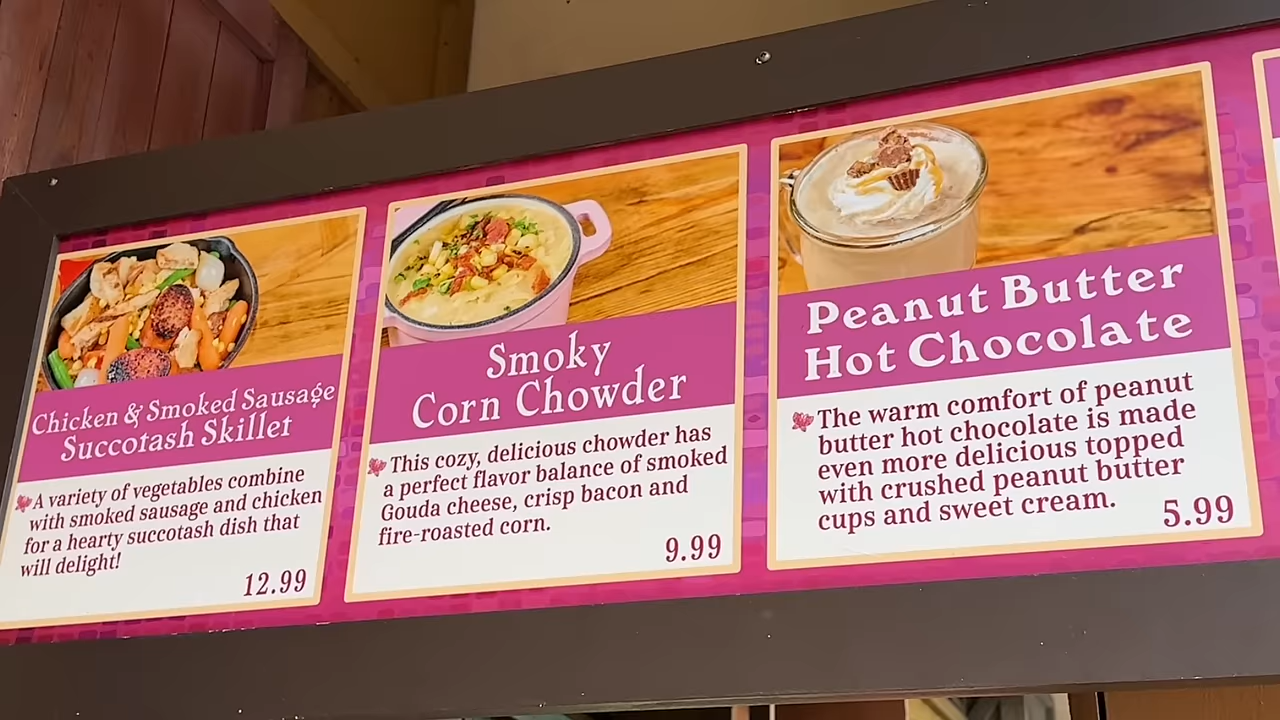 Chicken & Smoked Sausage
Succotash Skillet
A variety of vegetables combine
with smoked sausage and chicken
for a hearty succotash dish that
will delight!
12.99
Smoky
Corn Chowder
This cozy, delicious chowder has
a perfect flavor balance of smoked
Gouda cheese, crisp bacon and
fire-roasted corn.
9.99
Peanut Butter
Hot Chocolate
The warm comfort of peanut
butter hot chocolate is made
even more delicious topped
with crushed peanut butter
cups and sweet cream.
5.99